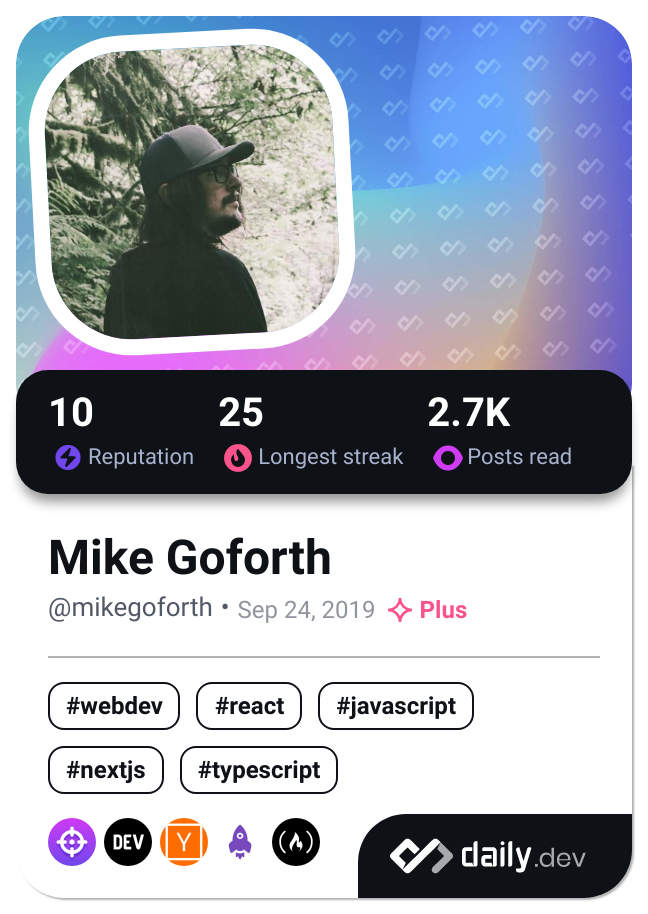 10 25 2.7K
Reputation Longest streak Posts read
Mike Goforth
@mikegoforth • Sep 24, 2019 Plus
#webdev #react #javascript
#nextjs #typescript
DEV Y
daily.dev